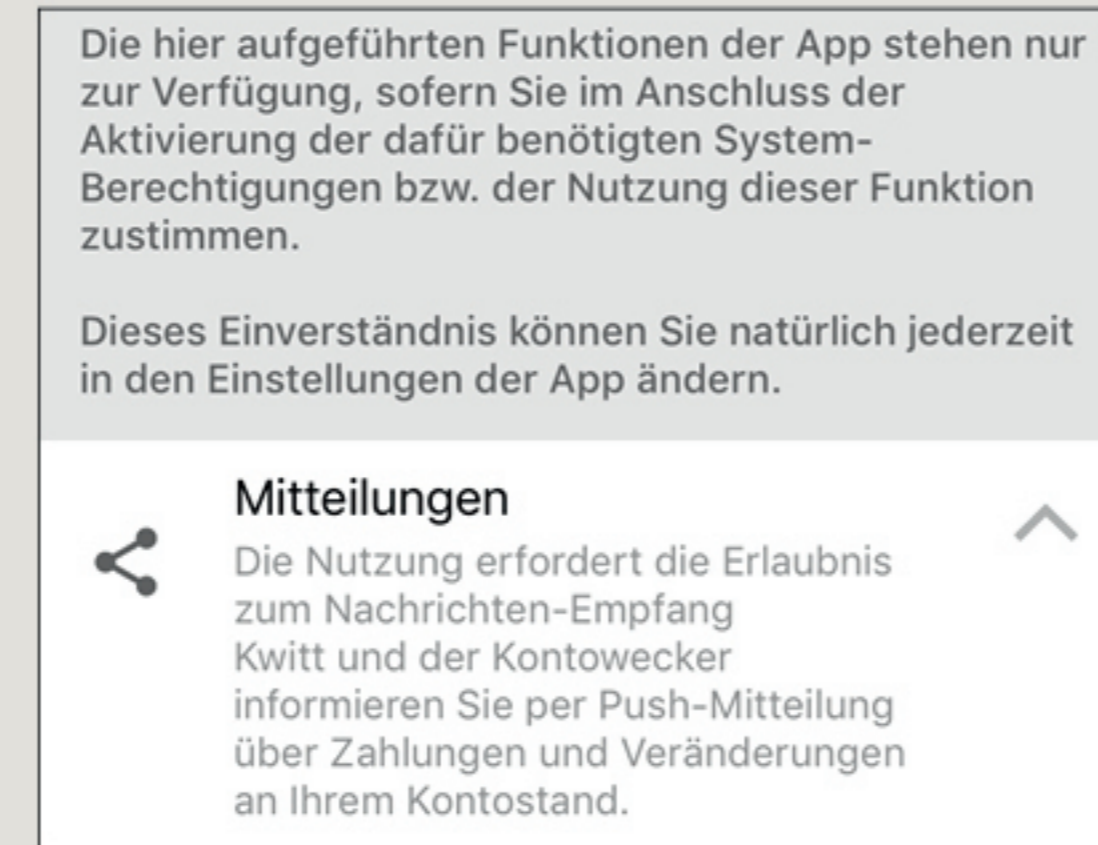 Die hier aufgeführten Funktionen der App stehen nur
zur Verfügung, sofern Sie im Anschluss der
Aktivierung der dafür benötigten System-
Berechtigungen bzw. der Nutzung dieser Funktion
zustimmen.
Dieses Einverständnis können Sie natürlich jederzeit
in den Einstellungen der App ändern.
Mitteilungen
Die Nutzung erfordert die Erlaubnis
zum Nachrichten-Empfang
Kwitt und der Kontowecker
informieren Sie per Push-Mitteilung
über Zahlungen und Veränderungen
an Ihrem Kontostand.